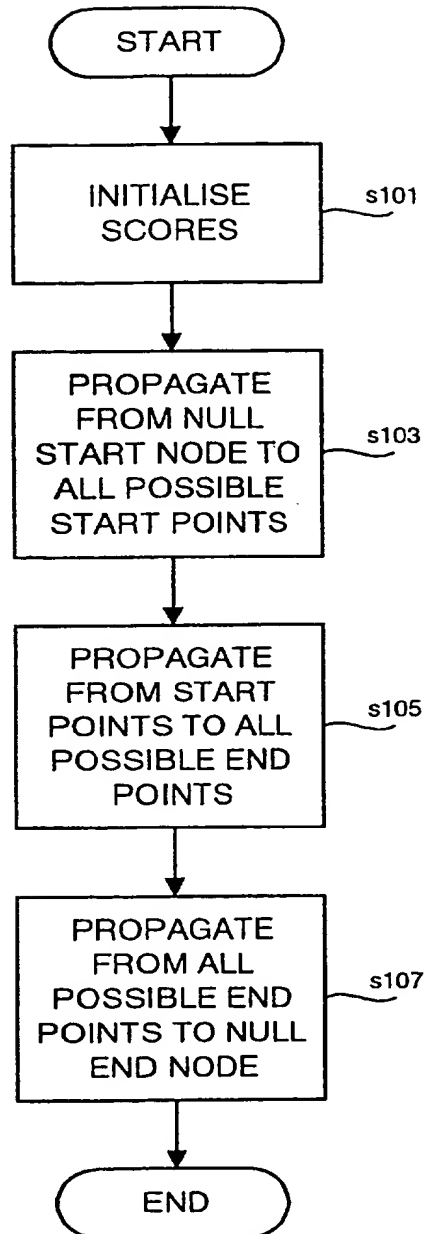 START
INITIALISE
SCORES
s101
PROPAGATE
FROM NULL
START NODE TO
ALL POSSIBLE
START POINTS
s103
PROPAGATE
FROM START
POINTS TO ALL
POSSIBLE END
POINTS
s105
PROPAGATE
FROM ALL
POSSIBLE END
POINTS TO NULL
END NODE
s107
END